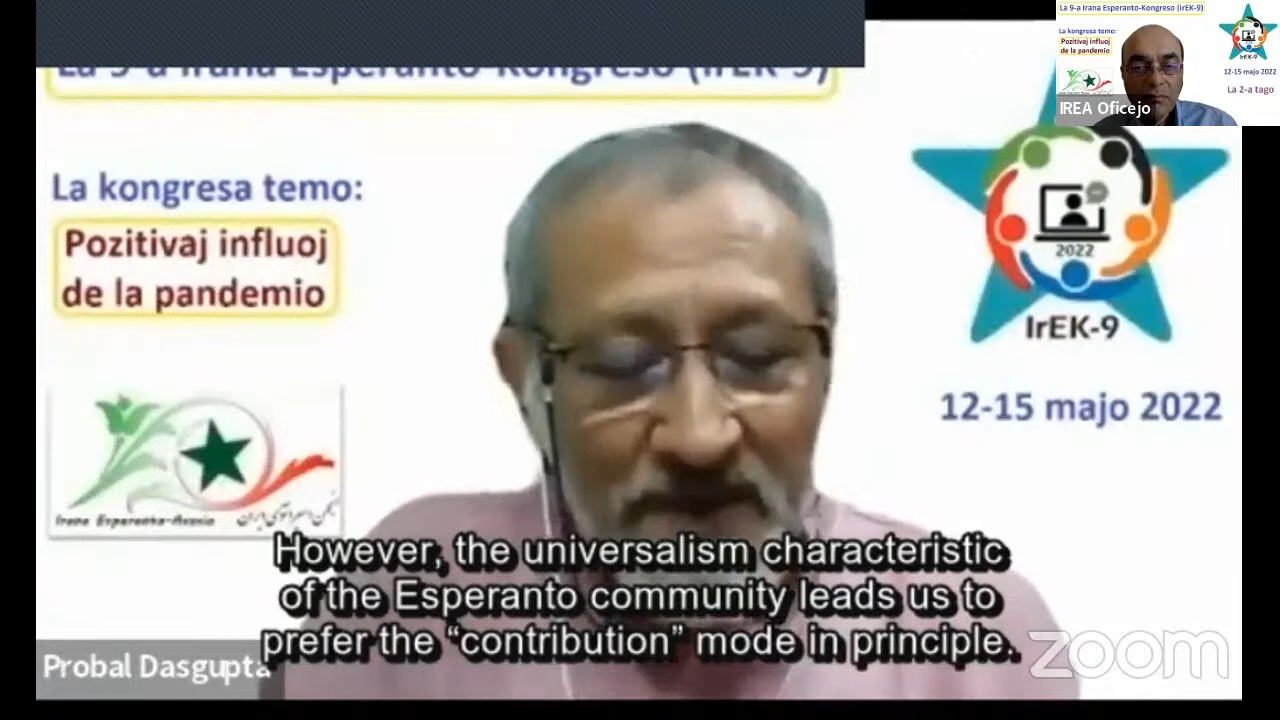 La 9-a Irana Esperanto-Kongreso (IrEK-9)
La kongresa temo:
Pozitivaj influoj
de la pandemio
Irana Esperanto-Asocio
2022
IrEK-9
12-15 majo 2022
However, the universalism characteristic
of the Esperanto community leads us to
prefer the “contribution” mode in principle.
Probal Dasgupta
zoom
La 9-a Irana Esperanto-Kongreso (IrEK-9)
La kongresa temo:
Pozitivaj influoj
de la pandemio
IrEK-9
12-15 majo 2022
La 2-a tago
IREA Oficejo